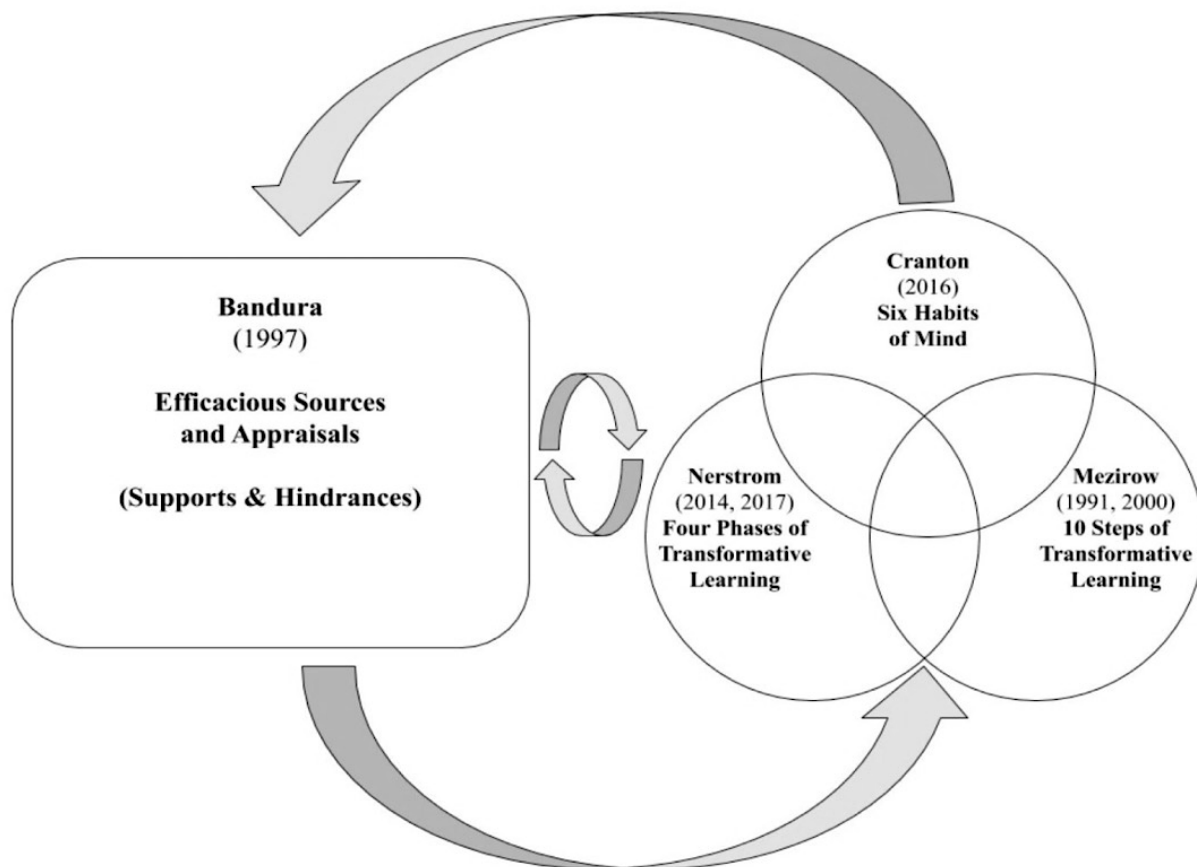 Bandura
(1997)
Efficacious Sources
and Appraisals
(Supports & Hindrances)
Cranton
(2016)
Six Habits
of Mind
Nerstrom
(2014, 2017)
Four Phases of
Transformative
Learning
Mezirow
(1991, 2000)
10 Steps of
Transformative
Learning